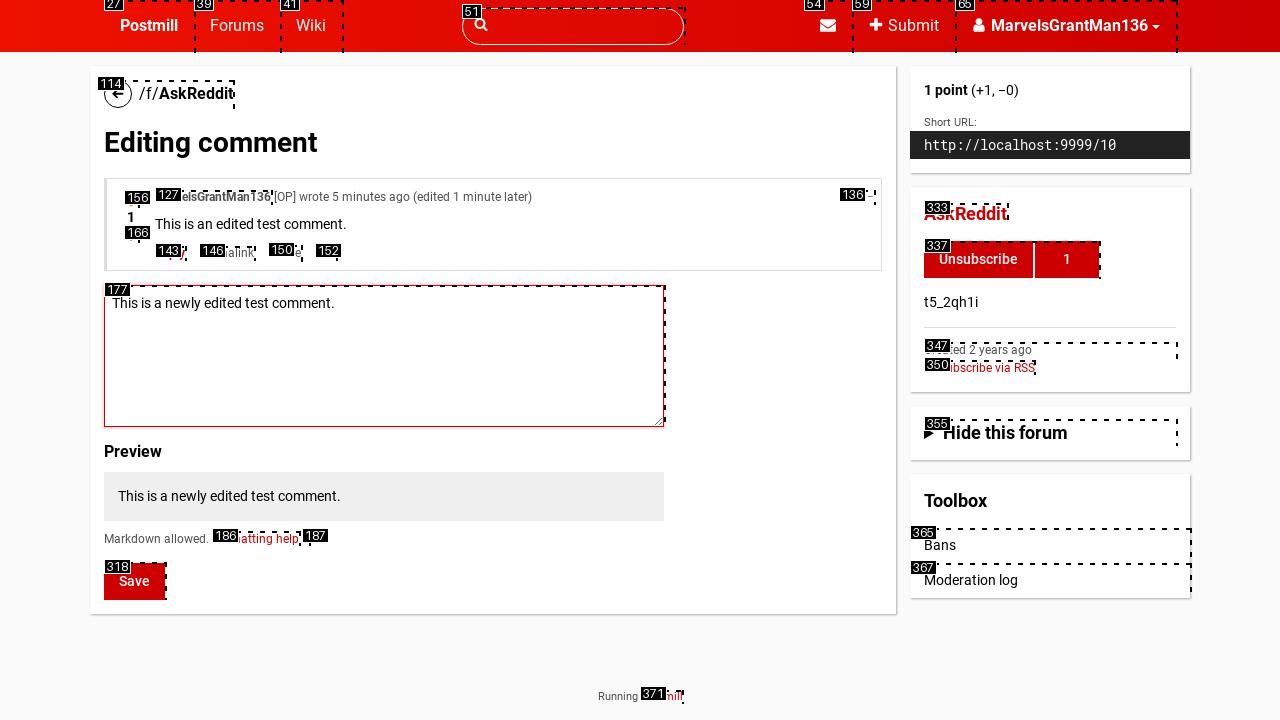 27 39 41 51 54 59 65
Postmill Forums Wiki Submit MarvelsGrantMan136
114
/f/AskReddit
Editing comment
156 127 elsGrantMan136 [OP] wrote 5 minutes ago (edited 1 minute later) 136
1 This is an edited test comment.
166 143 146 alink 150 e 152
177
This is a newly edited test comment.
Preview
This is a newly edited test comment.
Markdown allowed. 186 atting help 187
318
Save
1 point (+1, −0)
Short URL:
http://localhost:9999/10
333
AskReddit
337
Unsubscribe 1
t5_2qh1i
347
Created 2 years ago
350 bscribe via RSS
355
Hide this forum
Toolbox
365
Bans
367
Moderation log
Running 371 mill